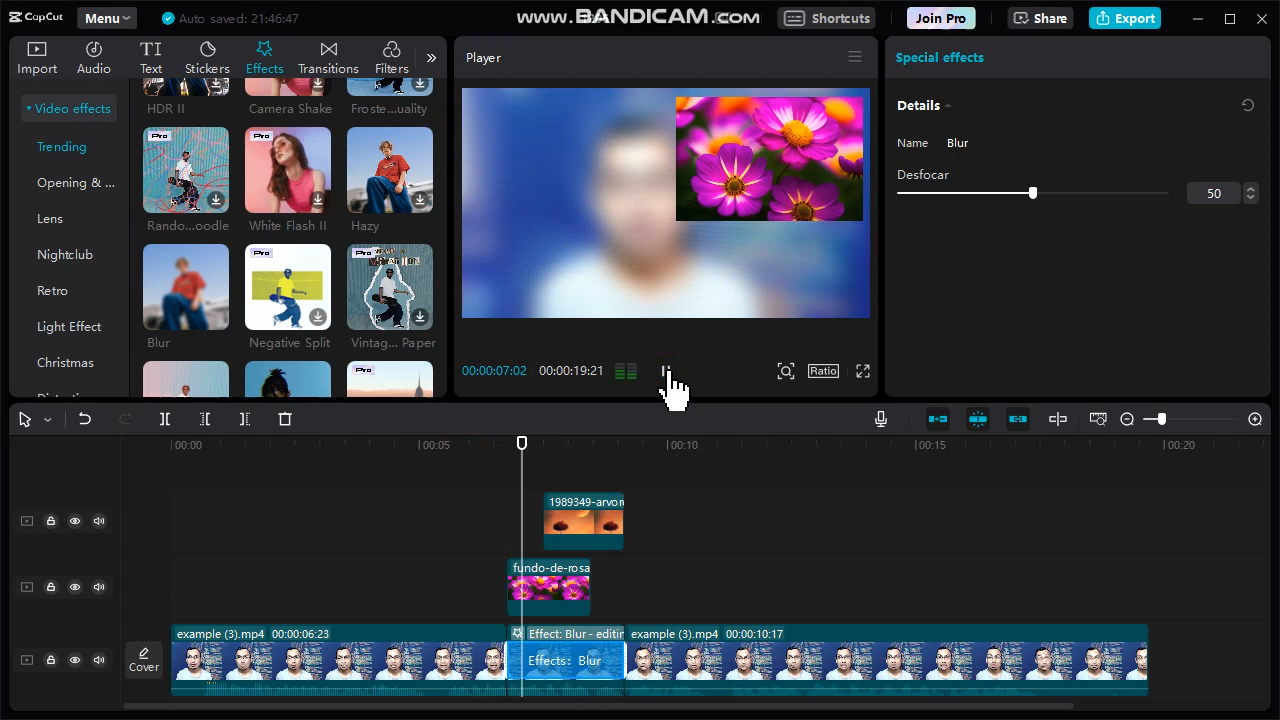 CapCut
Menu
Auto saved: 21:46:47
www.BANDICAM.com
Shortcuts
Join Pro
Share
Export
Import
Audio
Text
Stickers
Effects
Transitions
Filters
Player
Special effects
Video effects
HDR II
Camera Shake
Froste...uality
Details
Trending
Pro
Pro
Name
Blur
Opening & ...
Desfocar
50
Lens
Rando...oodle
White Flash II
Hazy
Nightclub
Pro
Pro
Retro
Light Effect
Blur
Negative Split
Vintag... Paper
Christmas
Pro
00:00:07:02
00:00:19:21
Ratio
00:00
00:05
00:10
00:15
00:20
1989349-arvor
fundo-de-rosa
example (3).mp4 00:00:06:23
Effect: Blur - editin
example (3).mp4 00:00:10:17
Cover
Effects: Blur